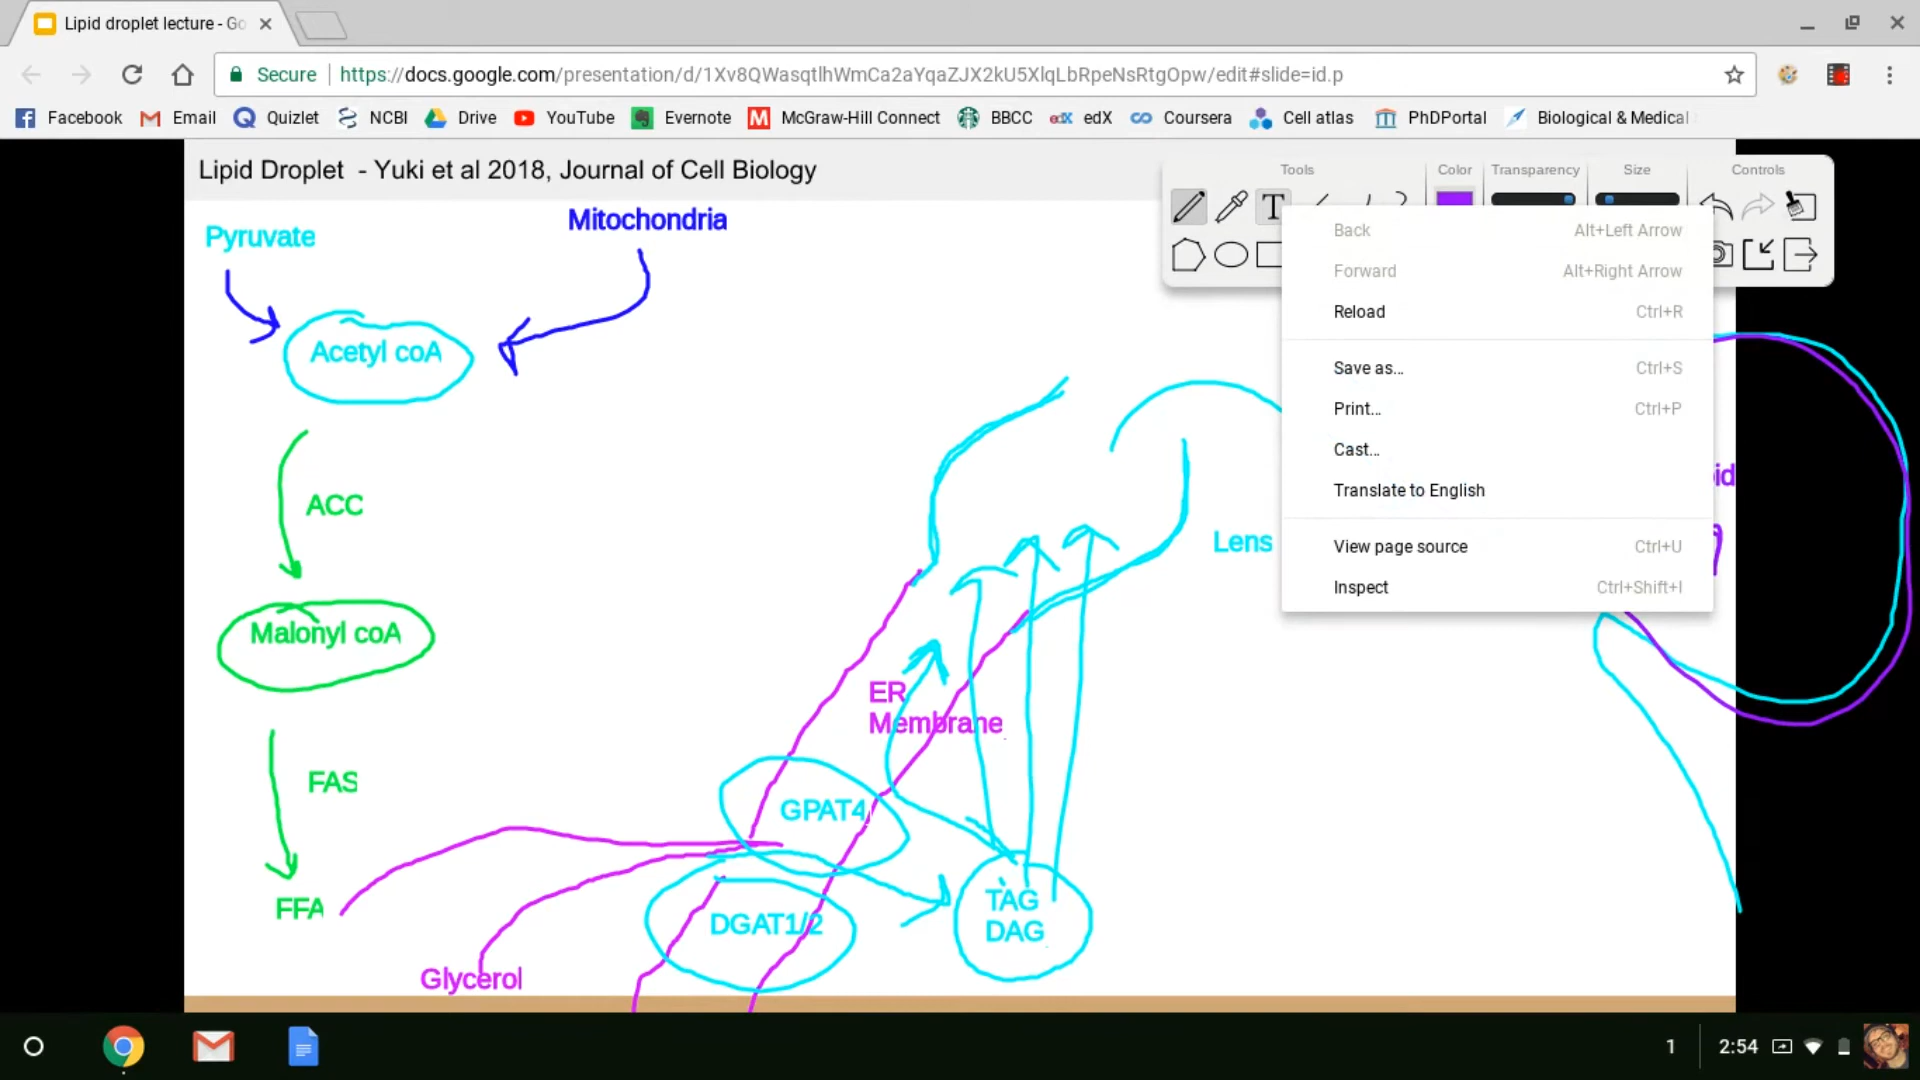 Lipid droplet lecture - Go
Secure
https://docs.google.com/presentation/d/1Xv8QWasqtlhWmCa2aYqaZJX2kU5XlqLbRpeNsRtgOpw/edit#slide=id.p
Facebook Email Quizlet NCBI Drive YouTube Evernote McGraw-Hill Connect BBCC edX Coursera Cell atlas PhDPortal Biological & Medical
Lipid Droplet - Yuki et al 2018, Journal of Cell Biology
Tools Color Transparency Size Controls
T
Back Alt+Left Arrow
Forward Alt+Right Arrow
Reload Ctrl+R
Save as... Ctrl+S
Print... Ctrl+P
Cast...
Translate to English
View page source Ctrl+U
Inspect Ctrl+Shift+I
Pyruvate
Mitochondria
Acetyl coA
ACC
Malonyl coA
FAS
FFA
Glycerol
Lens
ER
Membrane
GPAT4
DGAT1/2
TAG
DAG
1 2:54